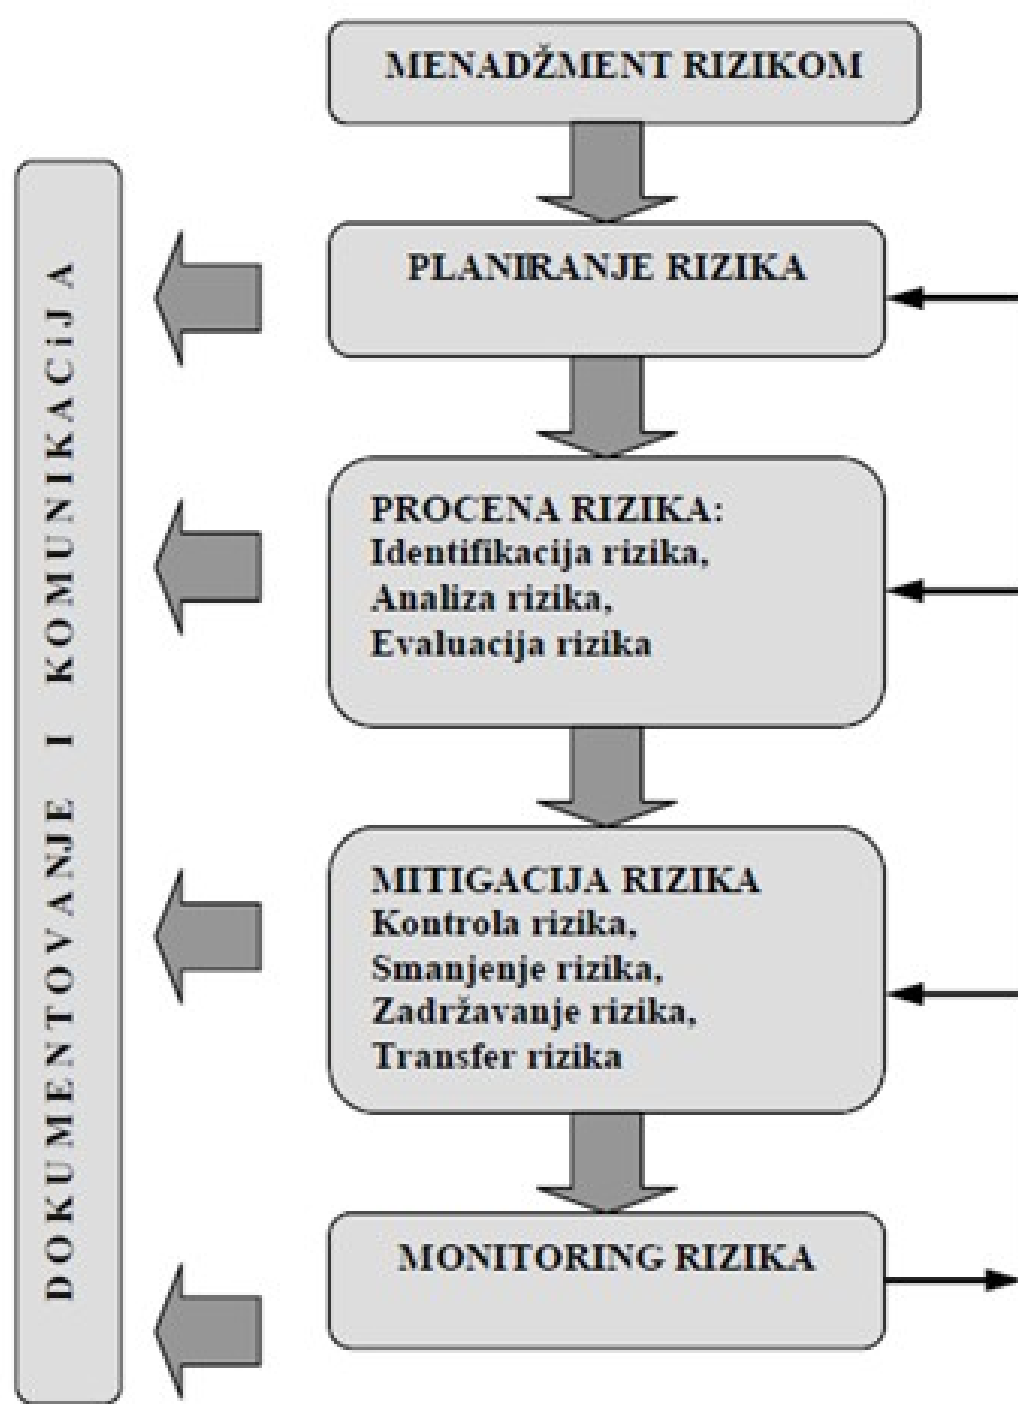 MENADŽMENT RIZIKOM
PLANIRANJE RIZIKA
PROCENA RIZIKA:
Identifikacija rizika,
Analiza rizika,
Evaluacija rizika
MITIGACIJA RIZIKA
Kontrola rizika,
Smanjenje rizika,
Zadržavanje rizika,
Transfer rizika
MONITORING RIZIKA
DOKUMENTOVANJE I KOMUNIKACiJA